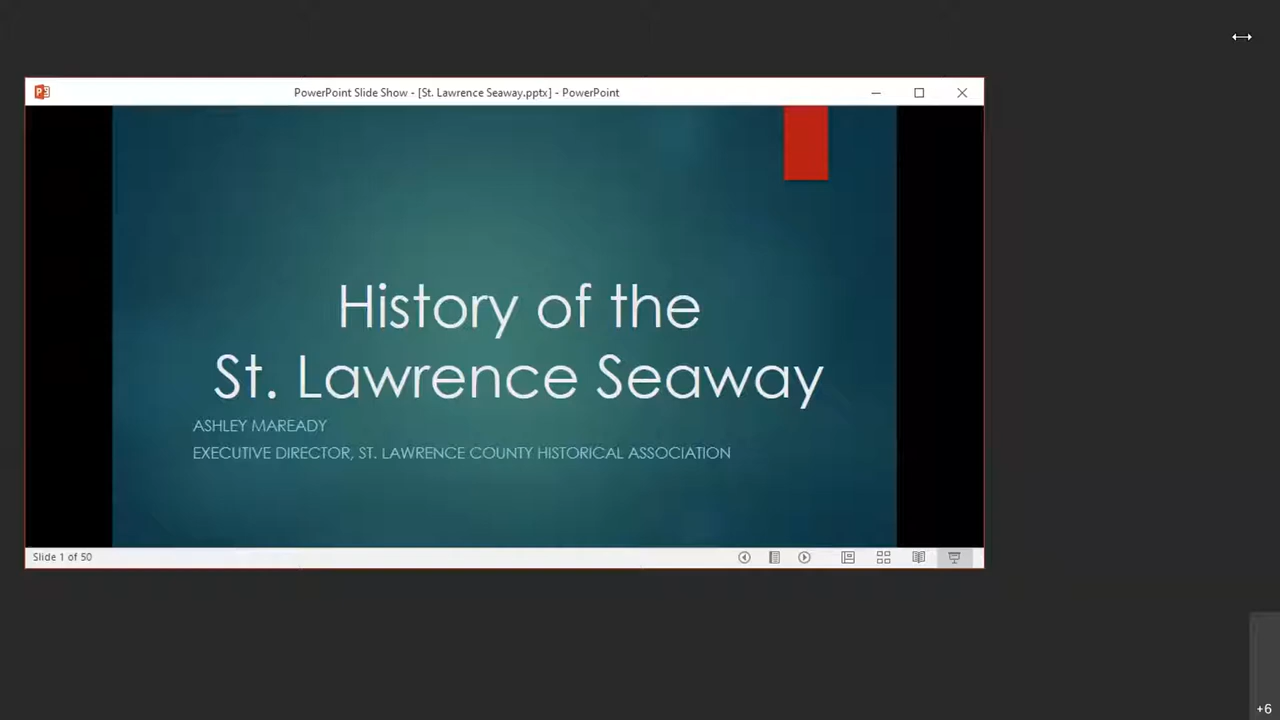 PowerPoint Slide Show - [St. Lawrence Seaway.pptx] - PowerPoint
History of the
St. Lawrence Seaway
ASHLEY MAREADY
EXECUTIVE DIRECTOR, ST. LAWRENCE COUNTY HISTORICAL ASSOCIATION
Slide 1 of 50
+6